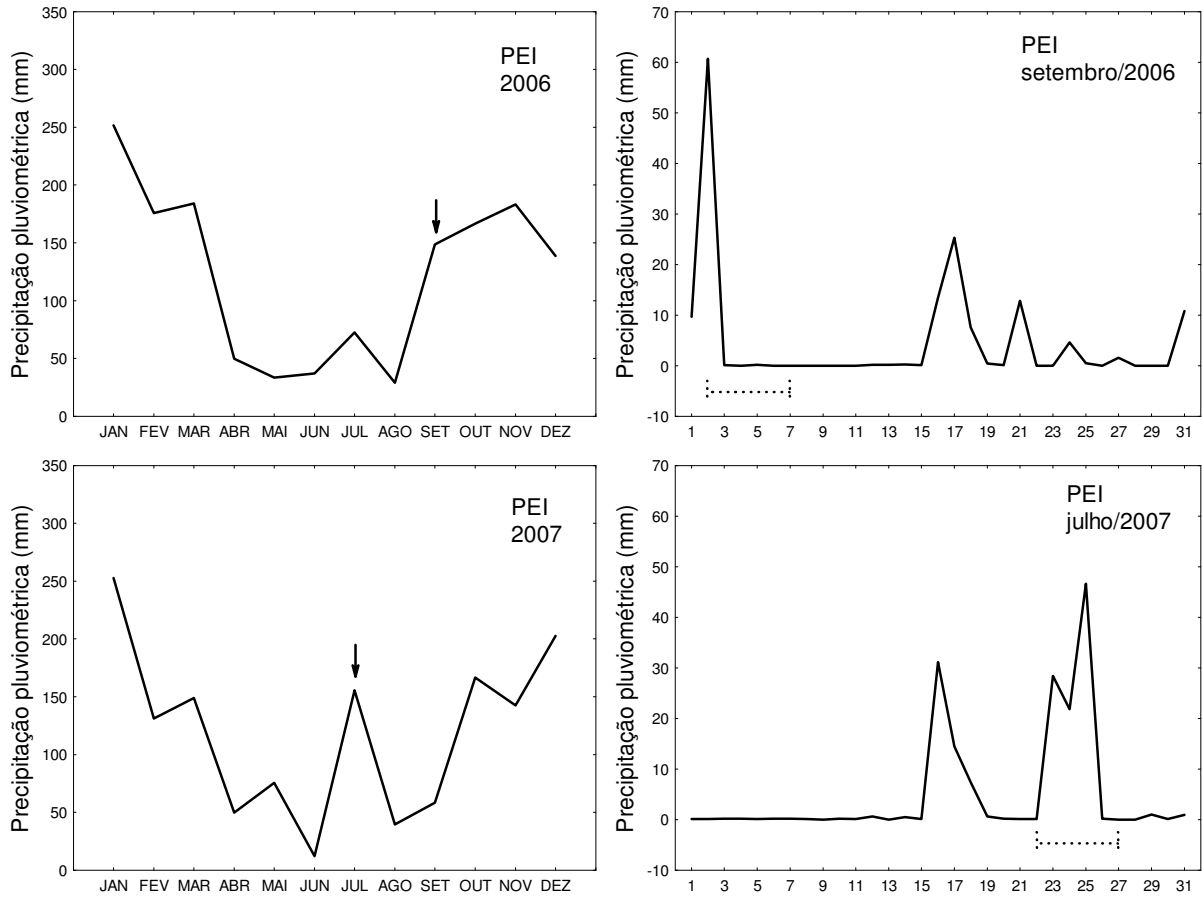 Precipitação pluviométrica (mm)
350
300
250
200
150
100
50
0
PEI
2006
JAN FEV MAR ABR MAI JUN JUL AGO SET OUT NOV DEZ
Precipitação pluviométrica (mm)
70
60
50
40
30
20
10
0
-10
PEI
setembro/2006
1 3 5 7 9 11 13 15 17 19 21 23 25 27 29 31
Precipitação pluviométrica (mm)
350
300
250
200
150
100
50
0
PEI
2007
JAN FEV MAR ABR MAI JUN JUL AGO SET OUT NOV DEZ
Precipitação pluviométrica (mm)
70
60
50
40
30
20
10
0
-10
PEI
julho/2007
1 3 5 7 9 11 13 15 17 19 21 23 25 27 29 31